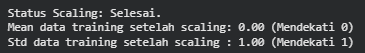 Status Scaling: Selesai.
Mean data training setelah scaling: 0.00 (Mendekati 0)
Std data training setelah scaling : 1.00 (Mendekati 1)